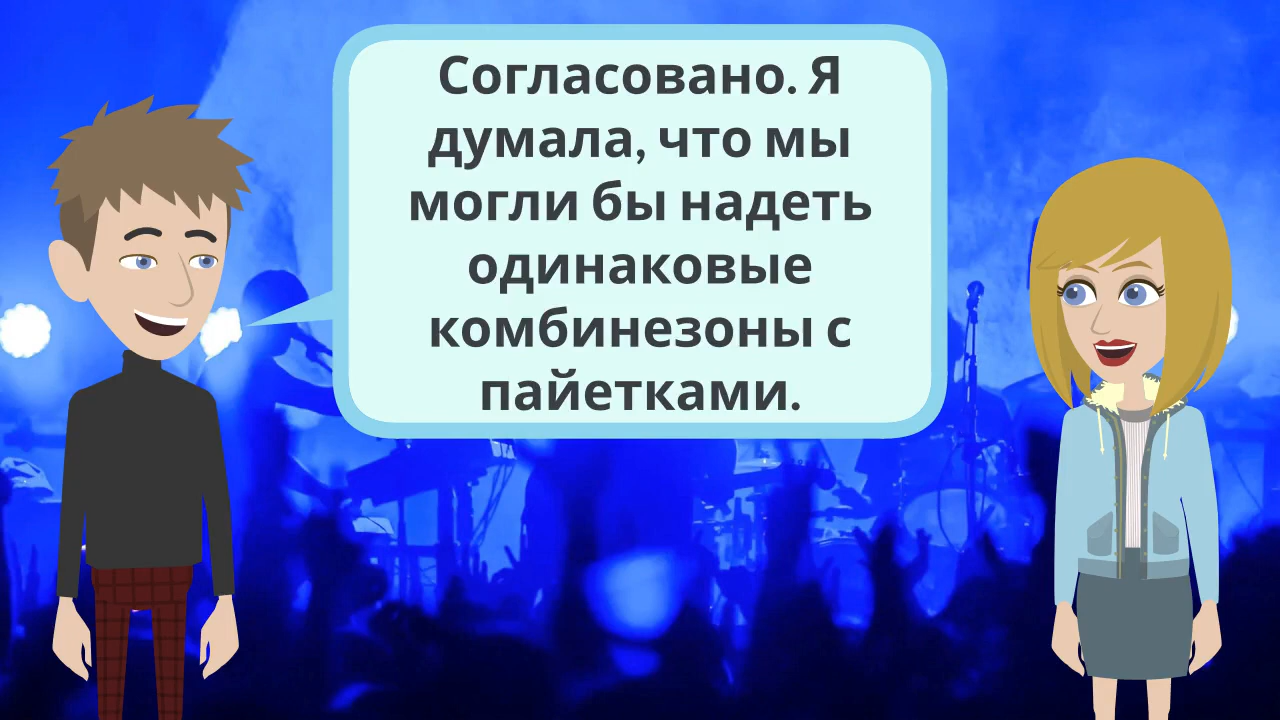 Согласовано. Я
думала, что мы
могли бы надеть
одинаковые
комбинезоны с
пайетками.